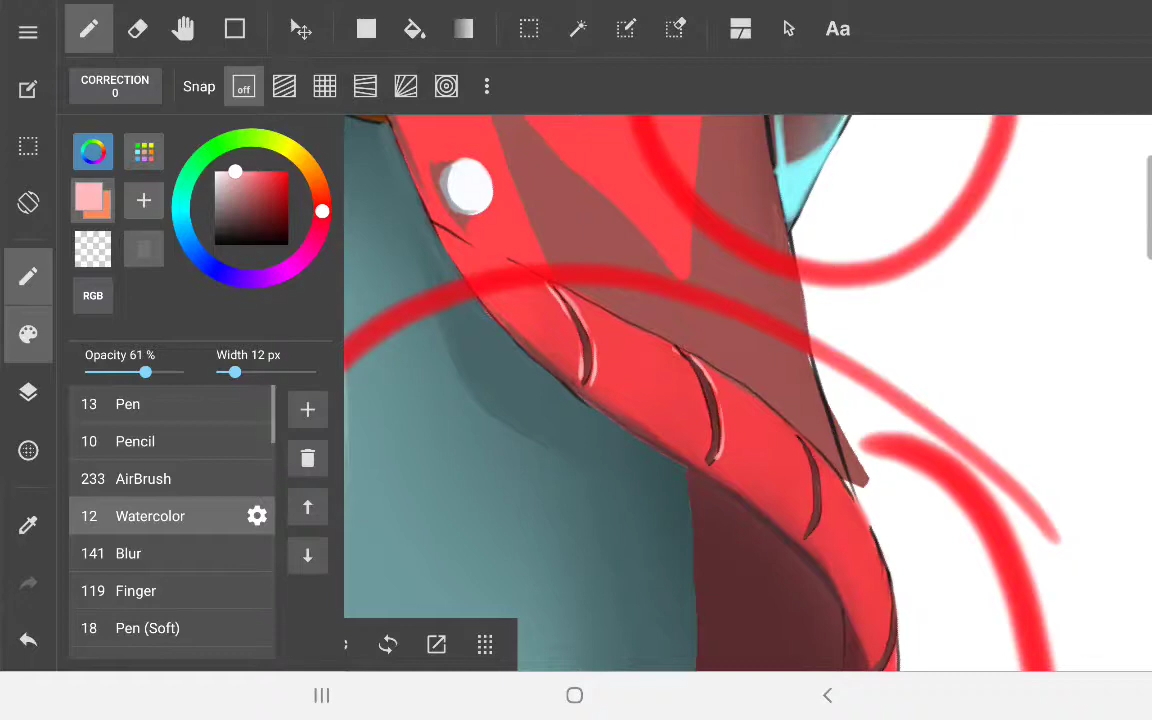 Aa
CORRECTION
0
Snap
off
RGB
Opacity 61 %
Width 12 px
13 Pen
10 Pencil
233 AirBrush
12 Watercolor
141 Blur
119 Finger
18 Pen (Soft)